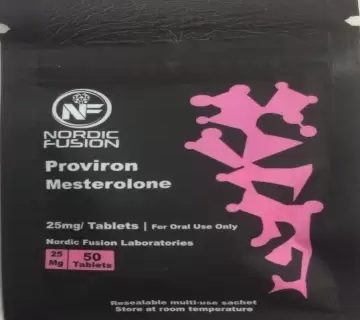 NF
NORDIC
FUSION
Proviron
Mesterolone
25mg/ Tablets | For Oral Use Only
Nordic Fusion Laboratories
25 Mg 50 Tablets
Resealable multi-use sachet
Store at room temperature